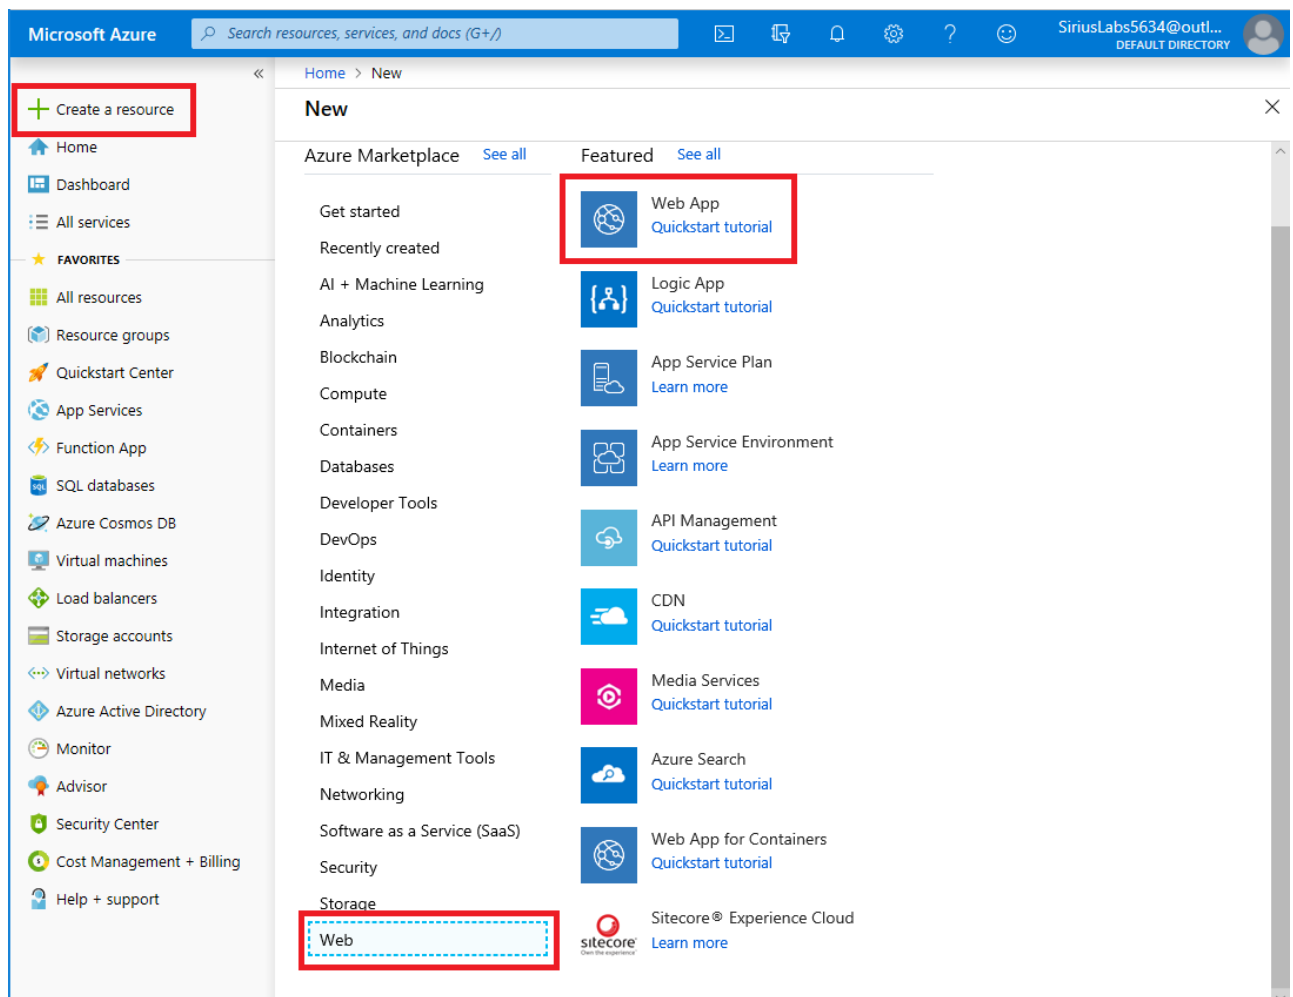 Microsoft Azure
Search resources, services, and docs (G+/)
SiriusLabs5634@outl...
DEFAULT DIRECTORY
«
Create a resource
Home
Dashboard
All services
FAVORITES
All resources
Resource groups
Quickstart Center
App Services
Function App
SQL databases
Azure Cosmos DB
Virtual machines
Load balancers
Storage accounts
Virtual networks
Azure Active Directory
Monitor
Advisor
Security Center
Cost Management + Billing
Help + support
Home > New
New
Azure Marketplace See all
Get started
Recently created
AI + Machine Learning
Analytics
Blockchain
Compute
Containers
Databases
Developer Tools
DevOps
Identity
Integration
Internet of Things
Media
Mixed Reality
IT & Management Tools
Networking
Software as a Service (SaaS)
Security
Storage
Web
Featured See all
Web App
Quickstart tutorial
Logic App
Quickstart tutorial
App Service Plan
Learn more
App Service Environment
Learn more
API Management
Quickstart tutorial
CDN
Quickstart tutorial
Media Services
Quickstart tutorial
Azure Search
Quickstart tutorial
Web App for Containers
Quickstart tutorial
sitecore
Own the experience
Sitecore® Experience Cloud
Learn more